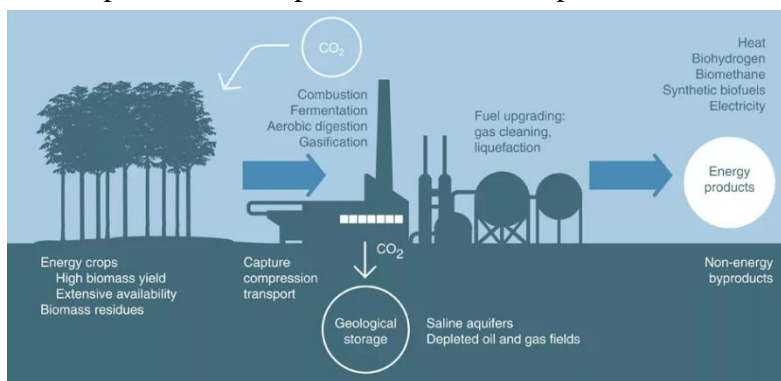 CO2
Combustion
Fermentation
Aerobic digestion
Gasification
Fuel upgrading:
gas cleaning,
liquefaction
Heat
Biohydrogen
Biomethane
Synthetic biofuels
Electricity
Energy
products
Energy crops
High biomass yield
Extensive availability
Biomass residues
Capture
compression
transport
CO2
Geological
storage
Saline aquifers
Depleted oil and gas fields
Non-energy
byproducts